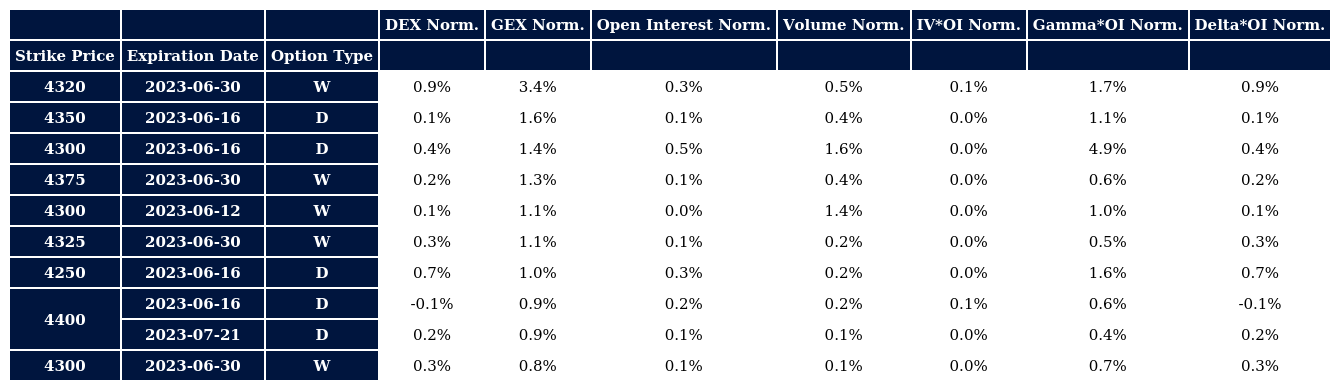 DEX Norm. GEX Norm. Open Interest Norm. Volume Norm. IV*OI Norm. Gamma*OI Norm. Delta*OI Norm.
Strike Price Expiration Date Option Type
4320 2023-06-30 W 0.9% 3.4% 0.3% 0.5% 0.1% 1.7% 0.9%
4350 2023-06-16 D 0.1% 1.6% 0.1% 0.4% 0.0% 1.1% 0.1%
4300 2023-06-16 D 0.4% 1.4% 0.5% 1.6% 0.0% 4.9% 0.4%
4375 2023-06-30 W 0.2% 1.3% 0.1% 0.4% 0.0% 0.6% 0.2%
4300 2023-06-12 W 0.1% 1.1% 0.0% 1.4% 0.0% 1.0% 0.1%
4325 2023-06-30 W 0.3% 1.1% 0.1% 0.2% 0.0% 0.5% 0.3%
4250 2023-06-16 D 0.7% 1.0% 0.3% 0.2% 0.0% 1.6% 0.7%
4400 2023-06-16 D -0.1% 0.9% 0.2% 0.2% 0.1% 0.6% -0.1%
2023-07-21 D 0.2% 0.9% 0.1% 0.1% 0.0% 0.4% 0.2%
4300 2023-06-30 W 0.3% 0.8% 0.1% 0.1% 0.0% 0.7% 0.3%